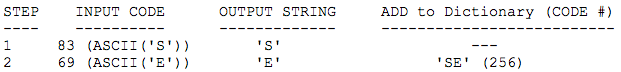 STEP INPUT CODE OUTPUT STRING ADD to Dictionary (CODE #)
---- ---------- ------------- --------------------------
1 83 (ASCII('S')) 'S' ---
2 69 (ASCII('E')) 'E' 'SE' (256)